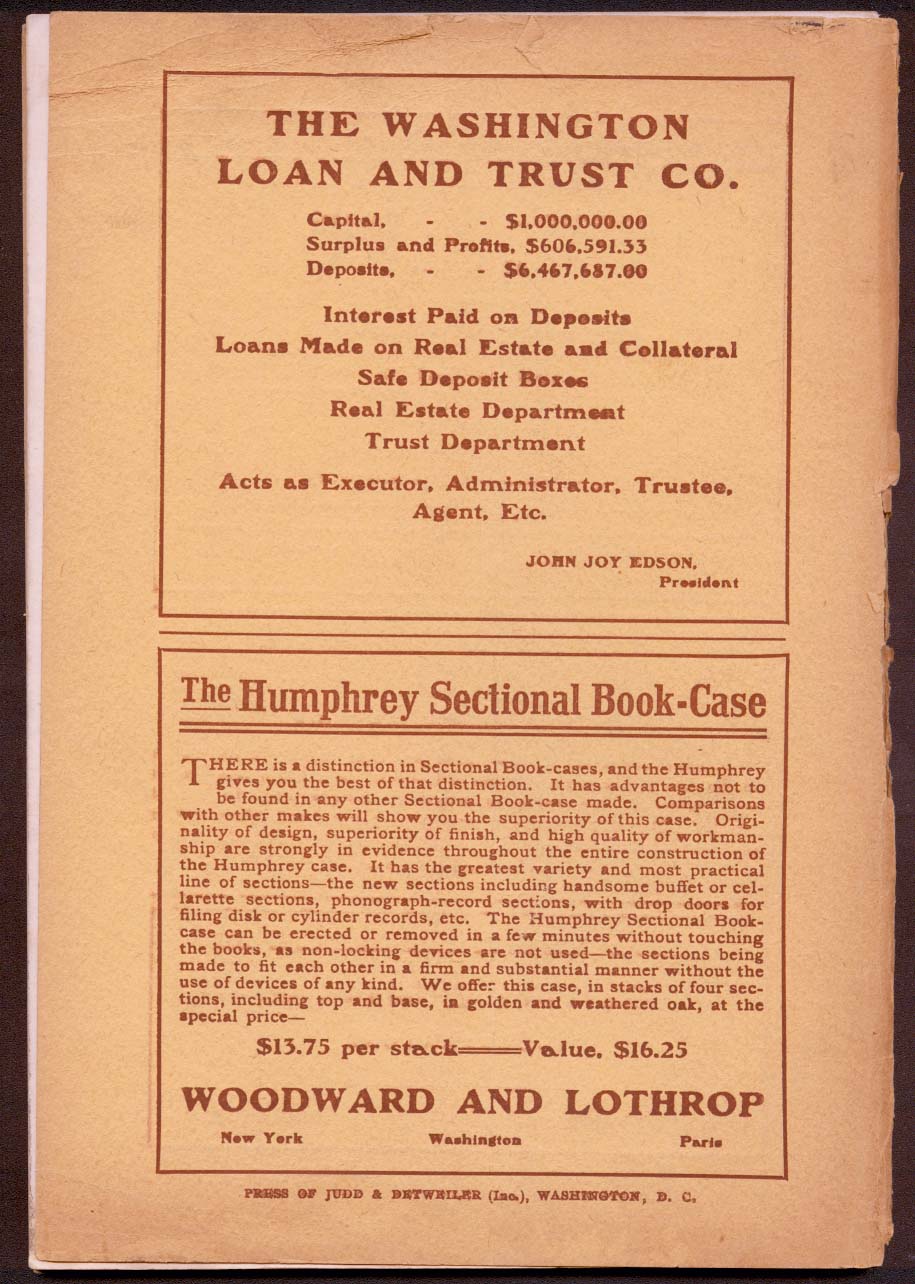 THE WASHINGTON
LOAN AND TRUST CO.
Capital, - - $1,000,000.00
Surplus and Profits, $606,591.33
Deposits, - - $6,467,687.00
Interest Paid on Deposits
Loans Made on Real Estate and Collateral
Safe Deposit Boxes
Real Estate Department
Trust Department
Acts as Executor, Administrator, Trustee,
Agent, Etc.
JOHN JOY EDSON,
President
The Humphrey Sectional Book-Case
THERE is a distinction in Sectional Book-cases, and the Humphrey
gives you the best of that distinction. It has advantages not to
be found in any other Sectional Book-case made. Comparisons
with other makes will show you the superiority of this case. Origi-
nality of design, superiority of finish, and high quality of workman-
ship are strongly in evidence throughout the entire construction of
the Humphrey case. It has the greatest variety and most practical
line of sections—the new sections including handsome buffet or cel-
larette sections, phonograph-record sections, with drop doors for
filing disk or cylinder records, etc. The Humphrey Sectional Book-
case can be erected or removed in a few minutes without touching
the books, as non-locking devices are not used—the sections being
made to fit each other in a firm and substantial manner without the
use of devices of any kind. We offer this case, in stacks of four sec-
tions, including top and base, in golden and weathered oak, at the
special price—
$13.75 per stack——Value, $16.25
WOODWARD AND LOTHROP
New York Washington Paris
PRESS OF JUDD & DETWEILER (Inc.), WASHINGTON, D. C.